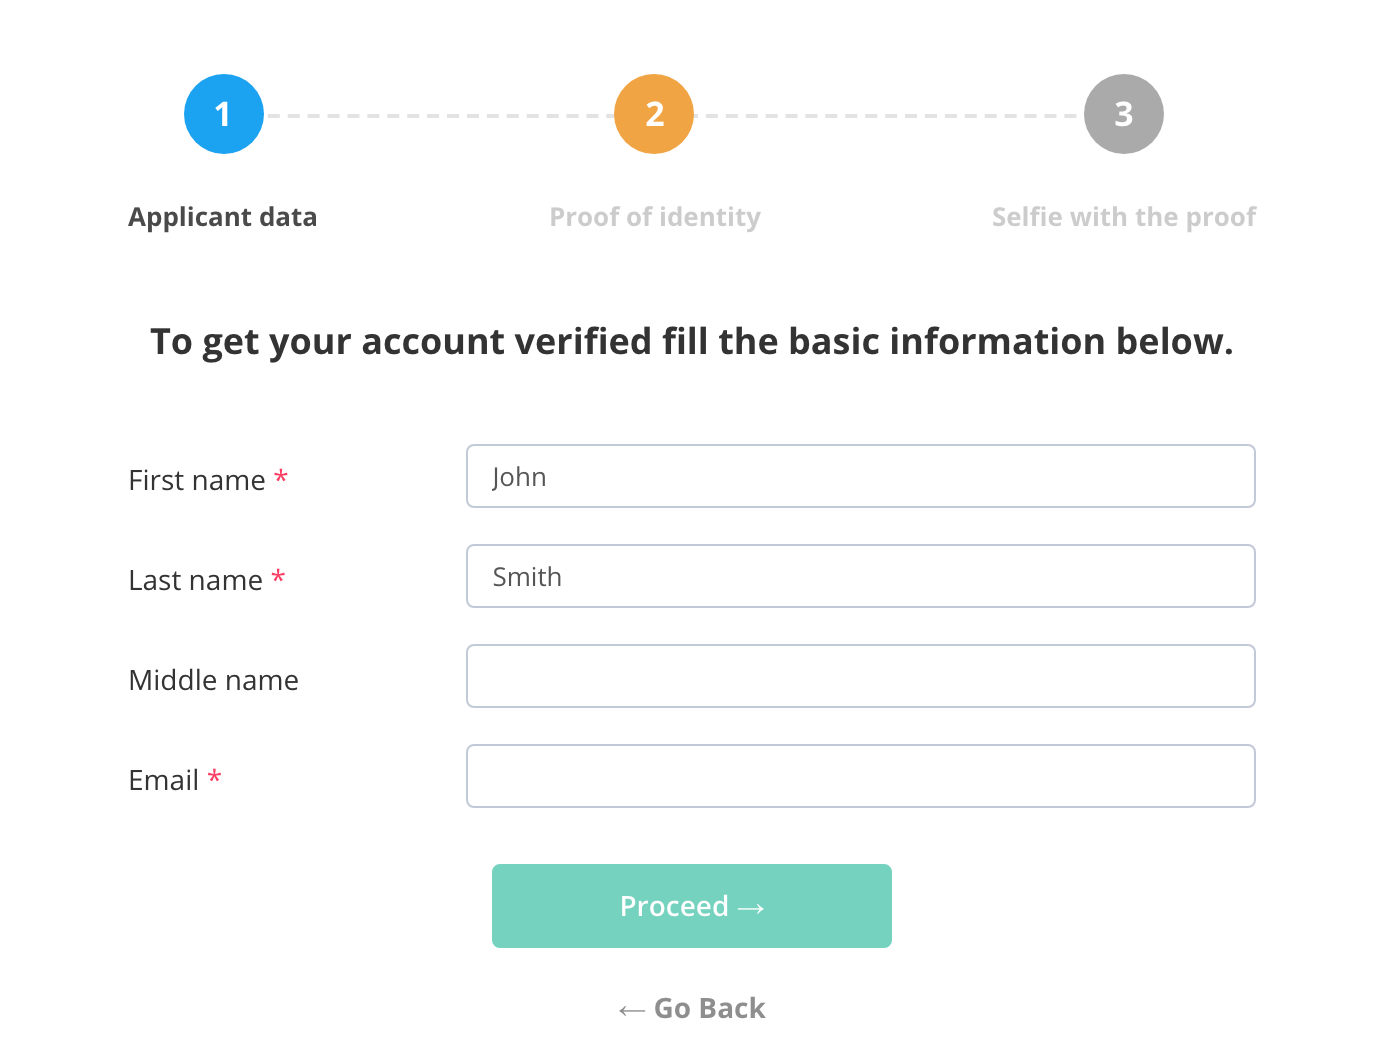 1 2 3
Applicant data Proof of identity Selfie with the proof
To get your account verified fill the basic information below.
First name * John
Last name * Smith
Middle name
Email *
Proceed →
← Go Back